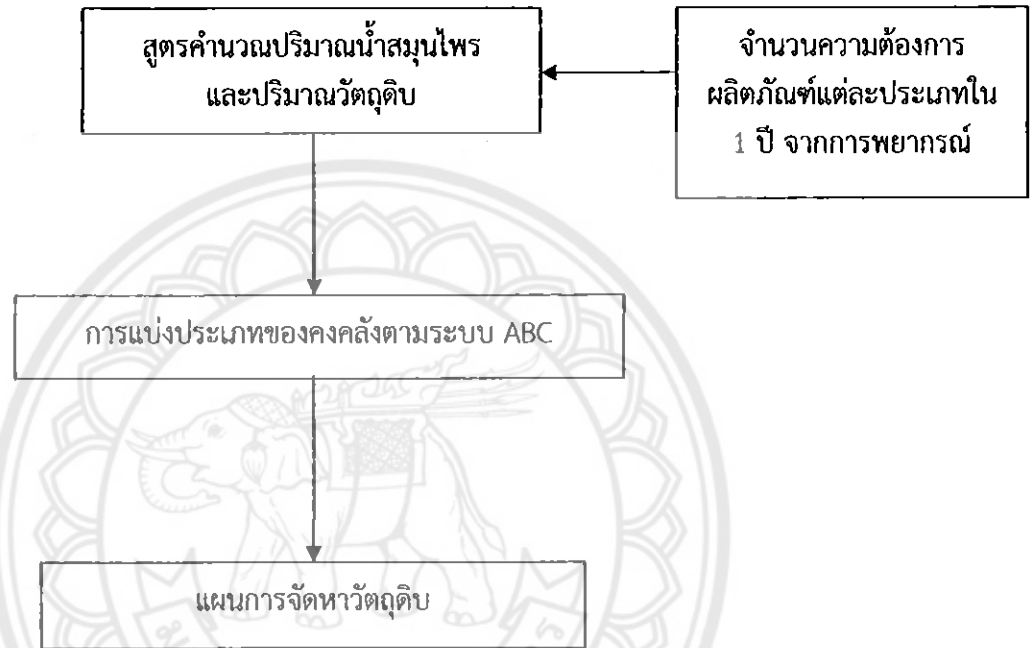 สูตรคำนวณปริมาณน้ำสมุนไพร
และปริมาณวัตถุดิบ
จำนวนความต้องการ
ผลิตภัณฑ์แต่ละประเภทใน
1 ปี จากการพยากรณ์
การแบ่งประเภทของคงคลังตามระบบ ABC
แผนการจัดหาวัตถุดิบ